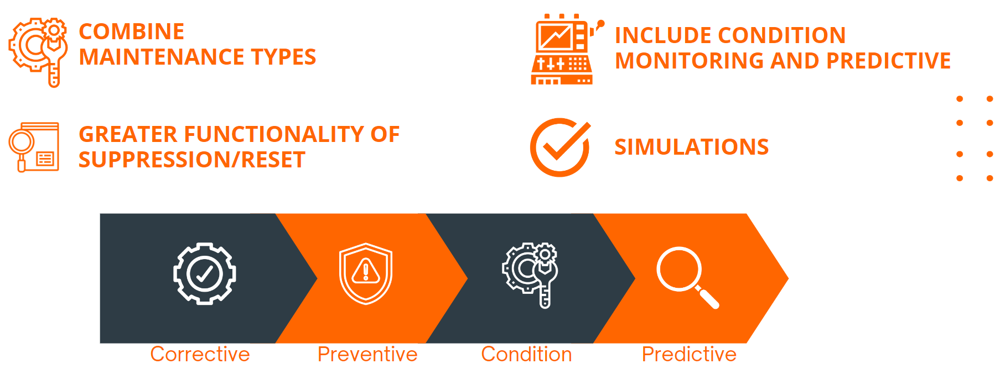 COMBINE
MAINTENANCE TYPES
INCLUDE CONDITION
MONITORING AND PREDICTIVE
GREATER FUNCTIONALITY OF
SUPPRESSION/RESET
SIMULATIONS
Corrective
Preventive
Condition
Predictive